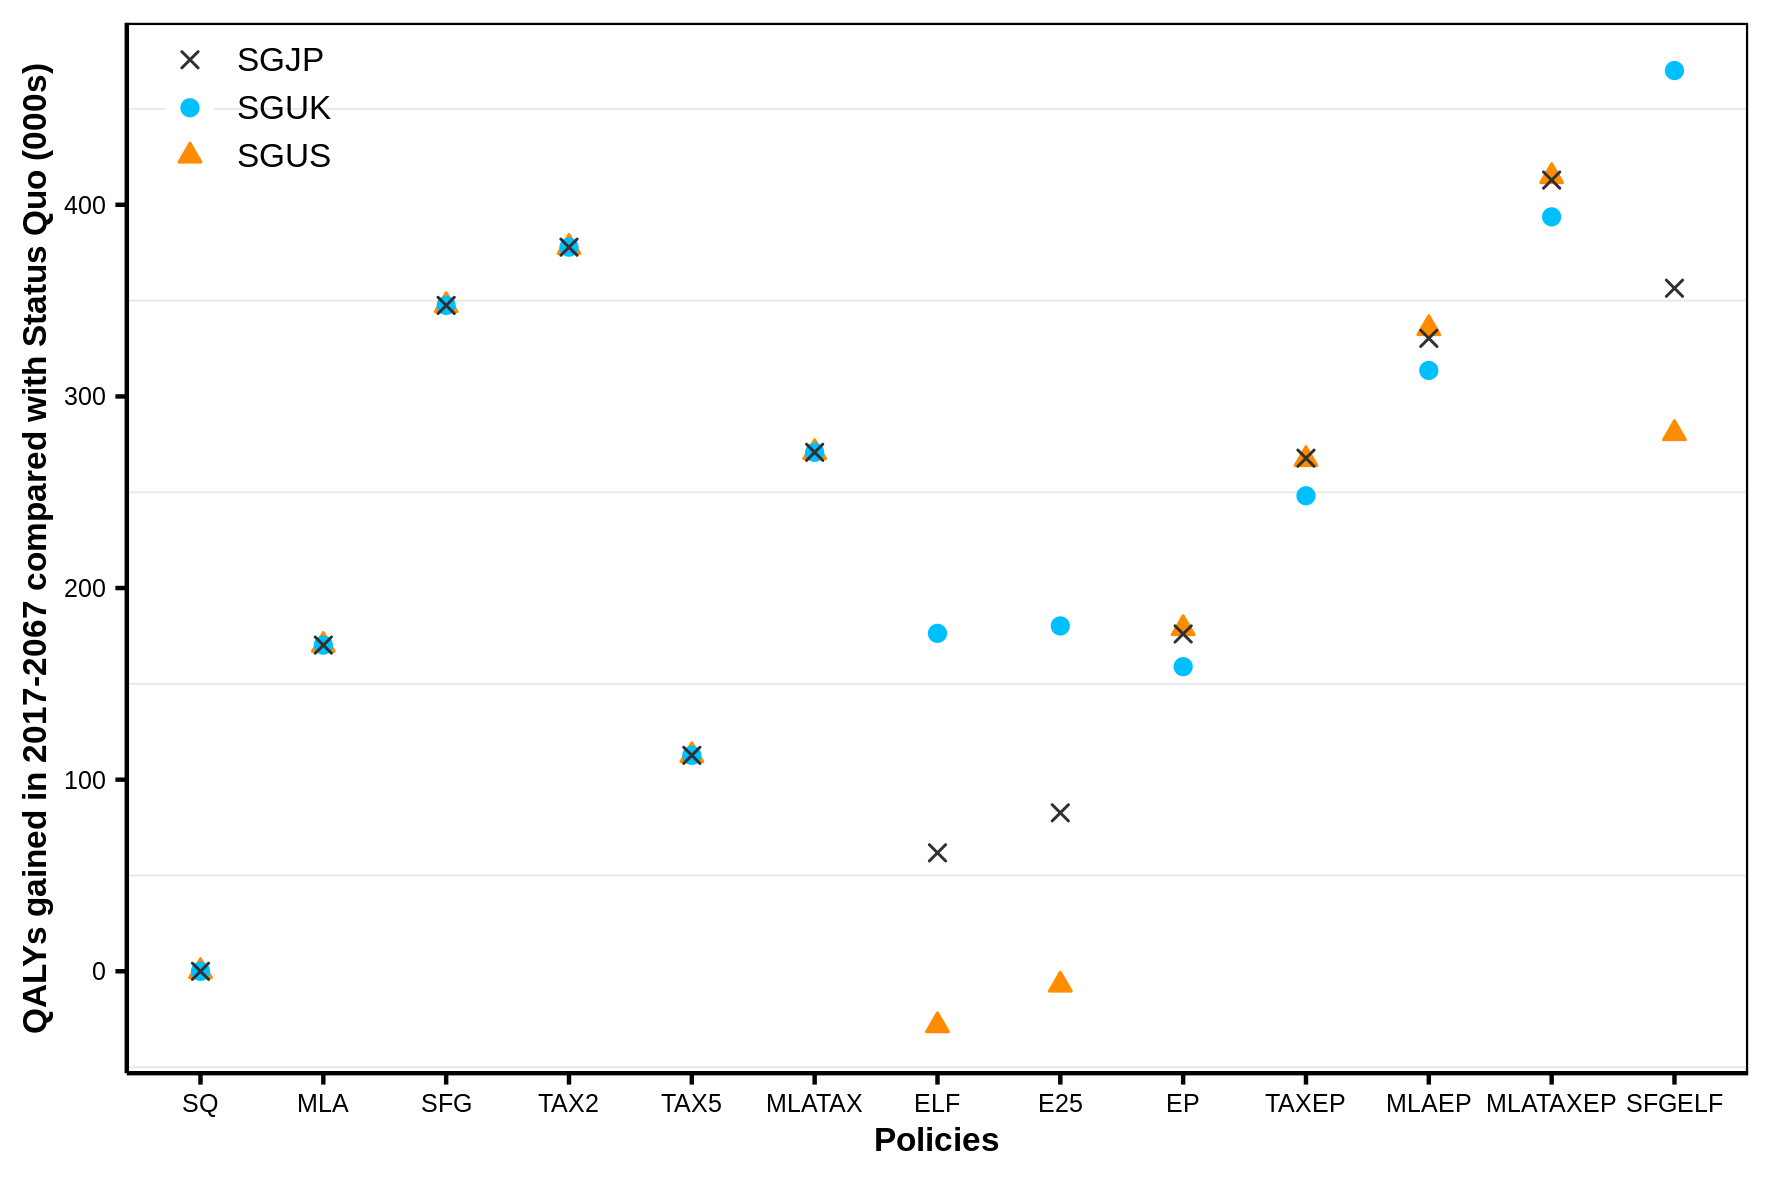 QALYs gained in 2017-2067 compared with Status Quo (000s)
SGJP
SGUK
SGUS
400
300
200
100
0
SQ MLA SFG TAX2 TAX5 MLATAX ELF E25 EP TAXEP MLAEP MLATAXEP SFGELF
Policies